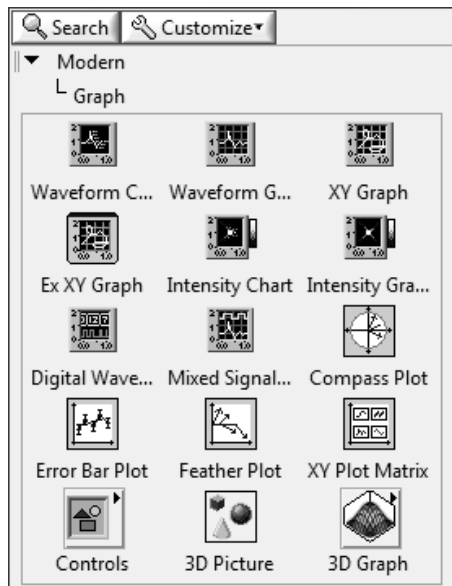 Search Customize
Modern
Graph
Waveform C... Waveform G... XY Graph
Ex XY Graph Intensity Chart Intensity Gra...
Digital Wave... Mixed Signal... Compass Plot
Error Bar Plot Feather Plot XY Plot Matrix
Controls 3D Picture 3D Graph